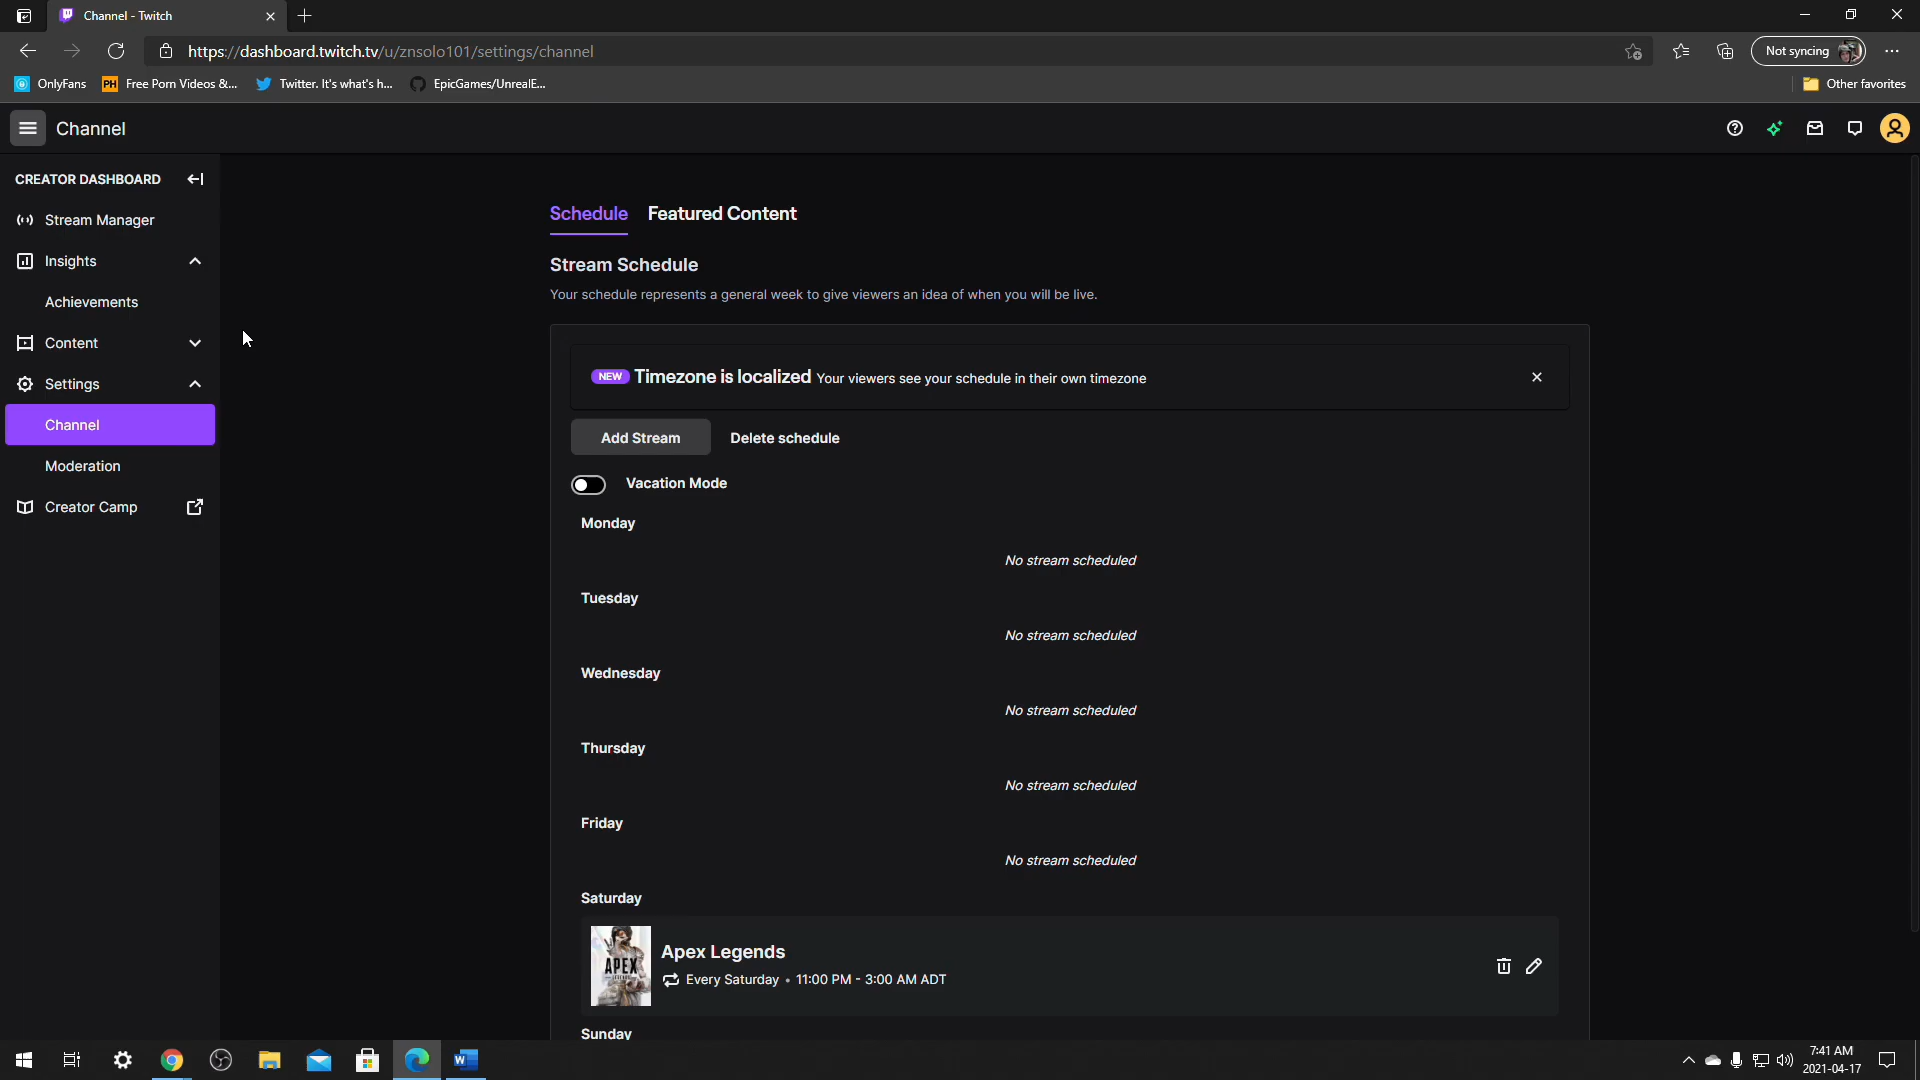 Channel - Twitch
https://dashboard.twitch.tv/u/znsolo101/settings/channel
Not syncing
OnlyFans
PH Free Porn Videos &...
Twitter. It's what's h...
EpicGames/UnrealE...
Other favorites
Channel
CREATOR DASHBOARD
Stream Manager
Insights
Achievements
Content
Settings
Channel
Moderation
Creator Camp
Schedule Featured Content
Stream Schedule
Your schedule represents a general week to give viewers an idea of when you will be live.
NEW Timezone is localized Your viewers see your schedule in their own timezone
Add Stream Delete schedule
Vacation Mode
Monday
No stream scheduled
Tuesday
No stream scheduled
Wednesday
No stream scheduled
Thursday
No stream scheduled
Friday
No stream scheduled
Saturday
APEX
Apex Legends
Every Saturday • 11:00 PM - 3:00 AM ADT
Sunday
7:41 AM
2021-04-17